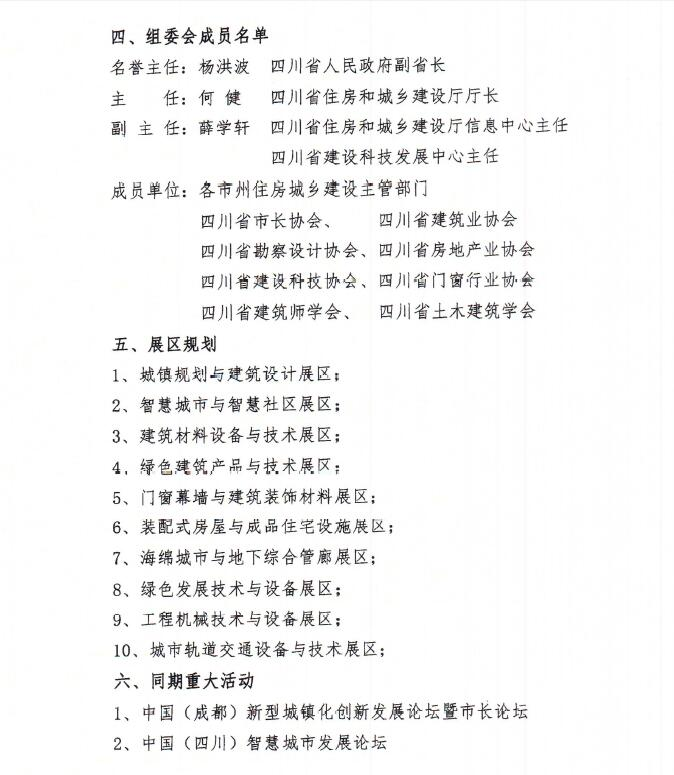 四、组委会成员名单
名誉主任：杨洪波 四川省人民政府副省长
主 任：何 健 四川省住房和城乡建设厅厅长
副 主 任：薛学轩 四川省住房和城乡建设厅信息中心主任
四川省建设科技发展中心主任
成员单位：各市州住房城乡建设主管部门
四川省市长协会、 四川省建筑业协会
四川省勘察设计协会、四川省房地产业协会
四川省建设科技协会、四川省门窗行业协会
四川省建筑师学会、 四川省土木建筑学会
五、展区规划
1、城镇规划与建筑设计展区；
2、智慧城市与智慧社区展区；
3、建筑材料设备与技术展区；
4、绿色建筑产品与技术展区；
5、门窗幕墙与建筑装饰材料展区；
6、装配式房屋与成品住宅设施展区；
7、海绵城市与地下综合管廊展区；
8、绿色发展技术与设备展区；
9、工程机械技术与设备展区；
10、城市轨道交通设备与技术展区；
六、同期重大活动
1、中国（成都）新型城镇化创新发展论坛暨市长论坛
2、中国（四川）智慧城市发展论坛